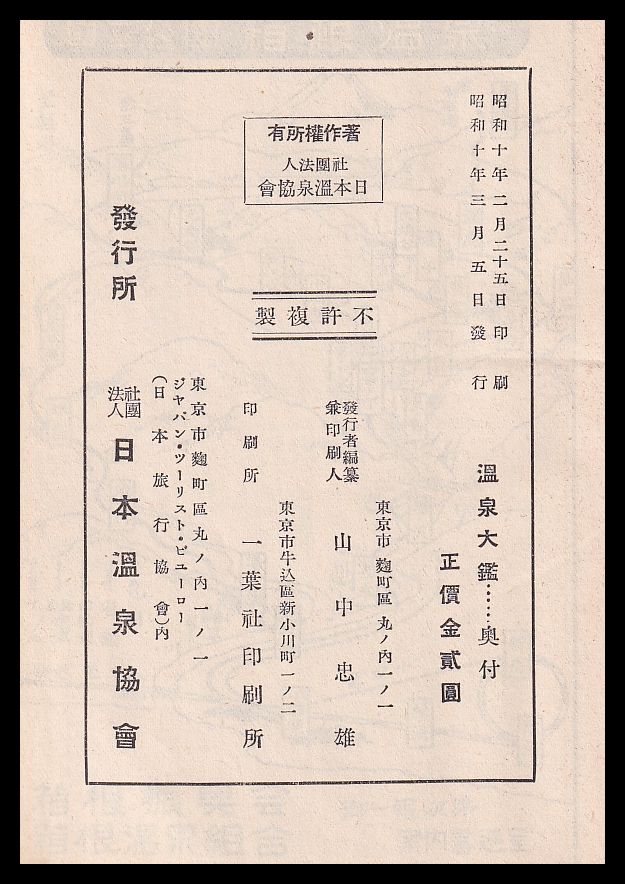 昭和十年二月二十五日印刷
昭和十年三月五日發行
溫泉大鑑……奥付
正價金貳圓
著作權所有
社團法人
日本溫泉協會
不許複製
東京市麴町區丸ノ內一ノ一
發行者編纂
兼印刷人
山中忠雄
東京市牛込區新小川町一ノ二
印刷所
一葉社印刷所
東京市麴町區丸ノ內一ノ一
ジヤパン・ツーリスト・ビユーロー
(日本旅行協會)內
發行所
社團
法人
日本溫泉協會